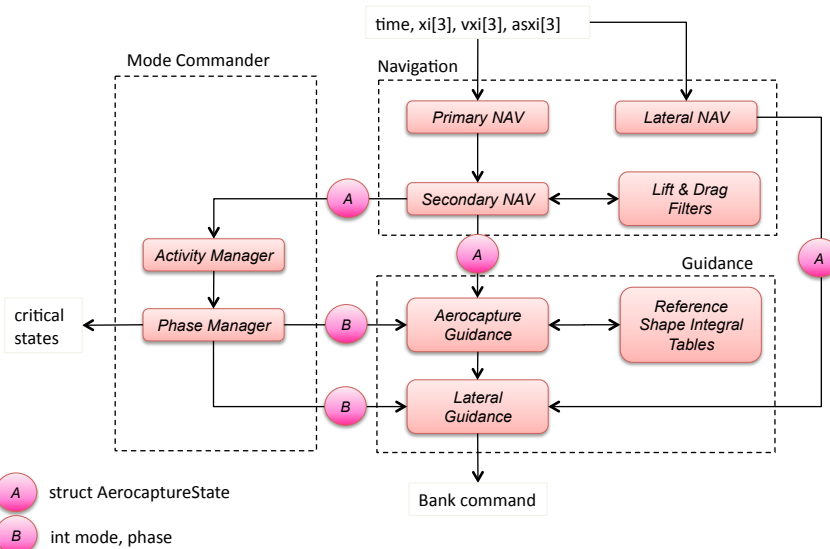 time, xi[3], vxi[3], asxi[3]
Mode Commander
Navigation
Primary NAV
Lateral NAV
Secondary NAV
Lift & Drag
Filters
A
A
A
Activity Manager
Guidance
critical
states
Phase Manager
B
Aerocapture
Guidance
Reference
Shape Integral
Tables
B
Lateral
Guidance
Bank command
A
struct AerocaptureState
B
int mode, phase